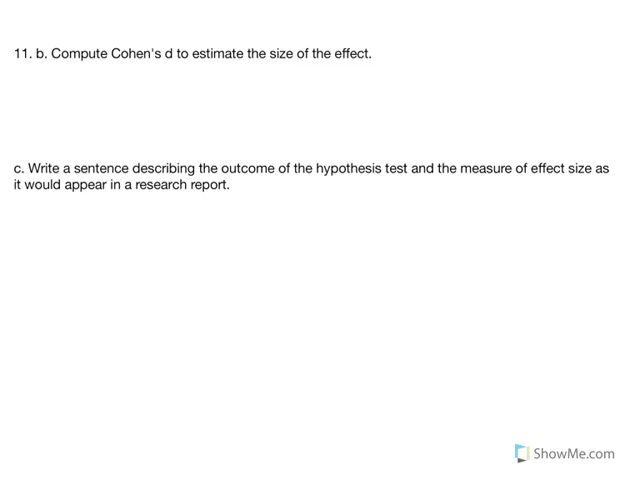 11. b. Compute Cohen's d to estimate the size of the effect.
c. Write a sentence describing the outcome of the hypothesis test and the measure of effect size as
it would appear in a research report.
ShowMe.com